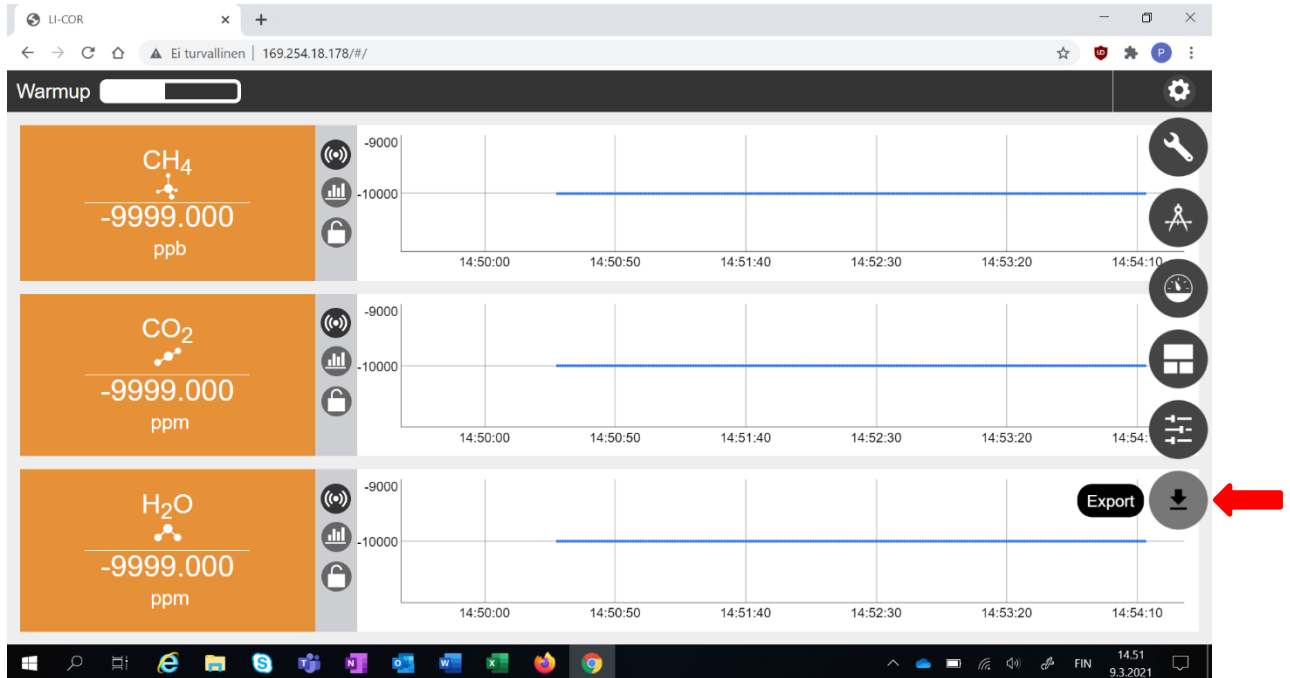 LI-COR
Ei turvallinen | 169.254.18.178/#/
P
Warmup
CH4
-9999.000
ppb
-9000
-10000
14:50:00 14:50:50 14:51:40 14:52:30 14:53:20 14:54:10
CO2
-9999.000
ppm
-9000
-10000
14:50:00 14:50:50 14:51:40 14:52:30 14:53:20 14:54:
H2O
-9999.000
ppm
-9000
-10000
Export
14:50:00 14:50:50 14:51:40 14:52:30 14:53:20 14:54:10
FIN
14.51
9.3.2021